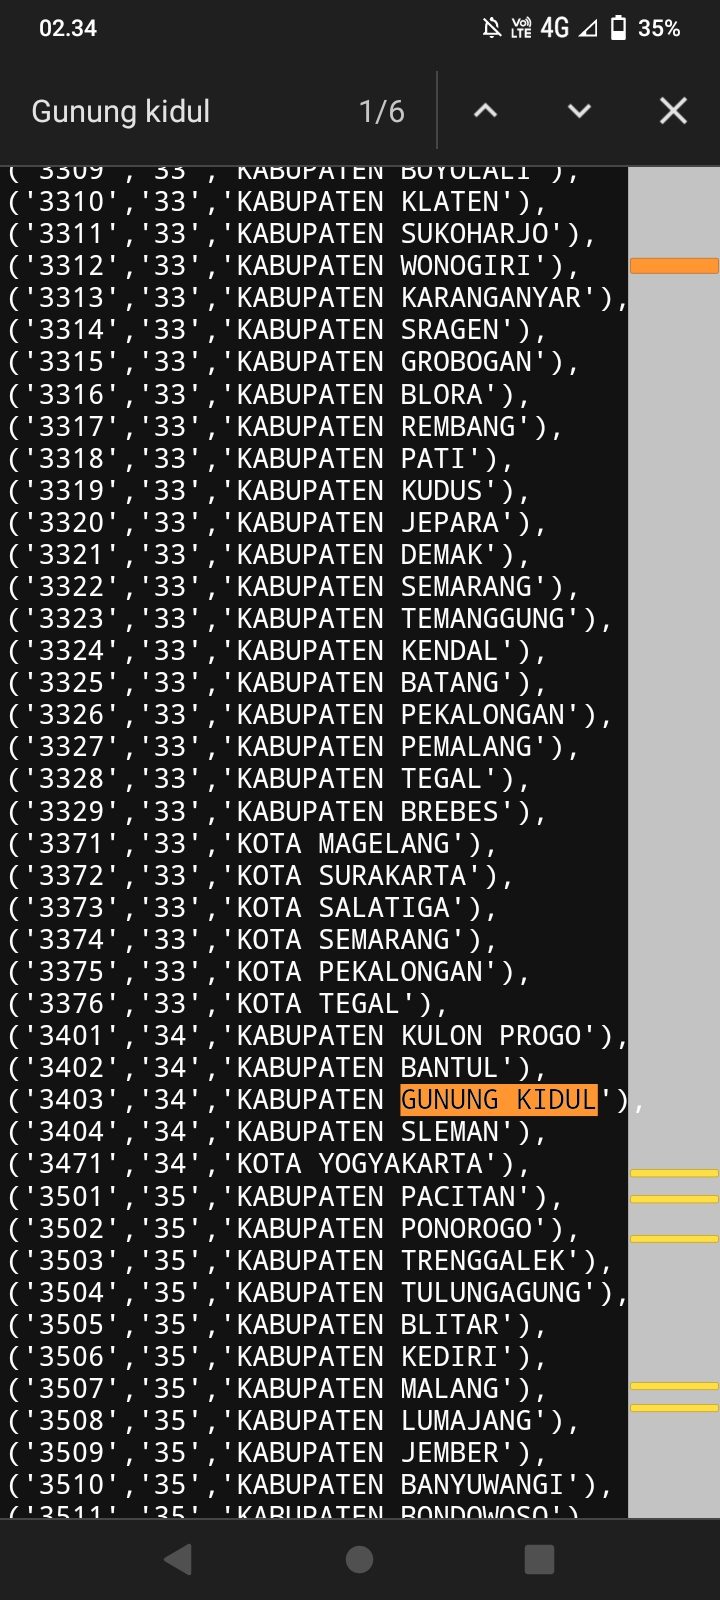 02.34
Vo) LTE 4G 35%
Gunung kidul 1/6
('3309','33','KABUPATEN BOYOLALI'),
('3310','33','KABUPATEN KLATEN'),
('3311','33','KABUPATEN SUKOHARJO'),
('3312','33','KABUPATEN WONOGIRI'),
('3313','33','KABUPATEN KARANGANYAR'),
('3314','33','KABUPATEN SRAGEN'),
('3315','33','KABUPATEN GROBOGAN'),
('3316','33','KABUPATEN BLORA'),
('3317','33','KABUPATEN REMBANG'),
('3318','33','KABUPATEN PATI'),
('3319','33','KABUPATEN KUDUS'),
('3320','33','KABUPATEN JEPARA'),
('3321','33','KABUPATEN DEMAK'),
('3322','33','KABUPATEN SEMARANG'),
('3323','33','KABUPATEN TEMANGGUNG'),
('3324','33','KABUPATEN KENDAL'),
('3325','33','KABUPATEN BATANG'),
('3326','33','KABUPATEN PEKALONGAN'),
('3327','33','KABUPATEN PEMALANG'),
('3328','33','KABUPATEN TEGAL'),
('3329','33','KABUPATEN BREBES'),
('3371','33','KOTA MAGELANG'),
('3372','33','KOTA SURAKARTA'),
('3373','33','KOTA SALATIGA'),
('3374','33','KOTA SEMARANG'),
('3375','33','KOTA PEKALONGAN'),
('3376','33','KOTA TEGAL'),
('3401','34','KABUPATEN KULON PROGO'),
('3402','34','KABUPATEN BANTUL'),
('3403','34','KABUPATEN GUNUNG KIDUL'),
('3404','34','KABUPATEN SLEMAN'),
('3471','34','KOTA YOGYAKARTA'),
('3501','35','KABUPATEN PACITAN'),
('3502','35','KABUPATEN PONOROGO'),
('3503','35','KABUPATEN TRENGGALEK'),
('3504','35','KABUPATEN TULUNGAGUNG'),
('3505','35','KABUPATEN BLITAR'),
('3506','35','KABUPATEN KEDIRI'),
('3507','35','KABUPATEN MALANG'),
('3508','35','KABUPATEN LUMAJANG'),
('3509','35','KABUPATEN JEMBER'),
('3510','35','KABUPATEN BANYUWANGI'),
('3511','35','KABUPATEN BONDOWOSO'),